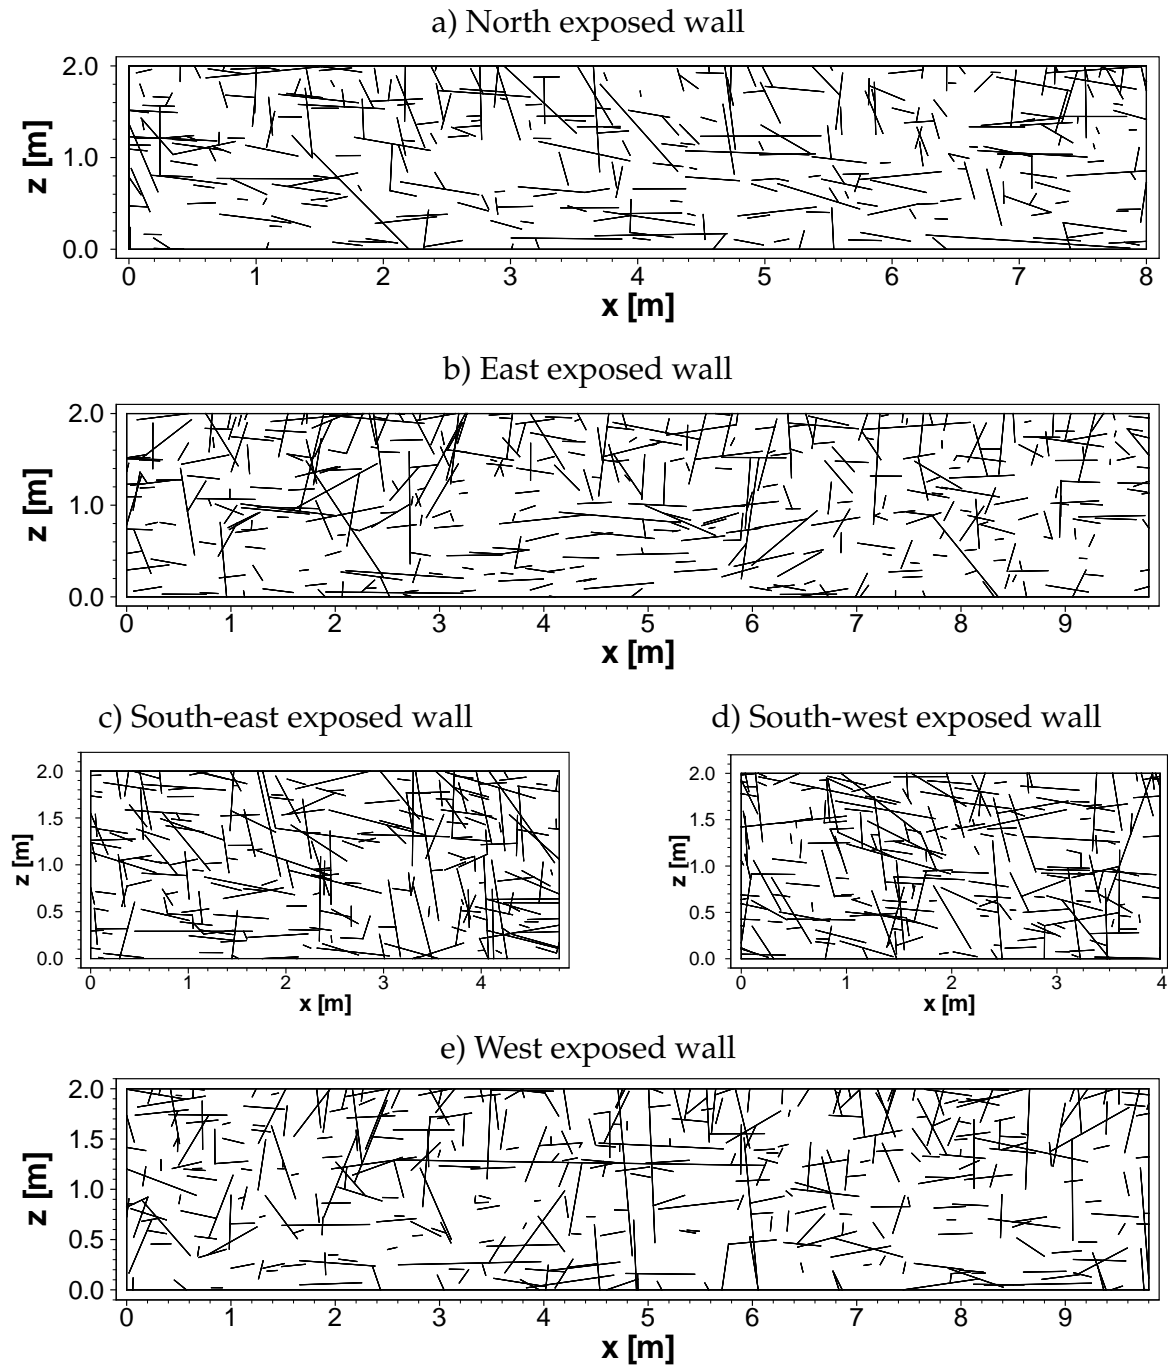 a) North exposed wall
2.0
1.0
0.0
z [m]
0 1 2 3 4 5 6 7 8
x [m]
b) East exposed wall
2.0
1.0
0.0
z [m]
0 1 2 3 4 5 6 7 8 9
x [m]
c) South-east exposed wall
2.0
1.5
1.0
0.5
0.0
z [m]
0 1 2 3 4
x [m]
d) South-west exposed wall
2.0
1.5
1.0
0.5
0.0
z [m]
0 1 2 3 4
x [m]
e) West exposed wall
2.0
1.5
1.0
0.5
0.0
z [m]
0 1 2 3 4 5 6 7 8 9
x [m]